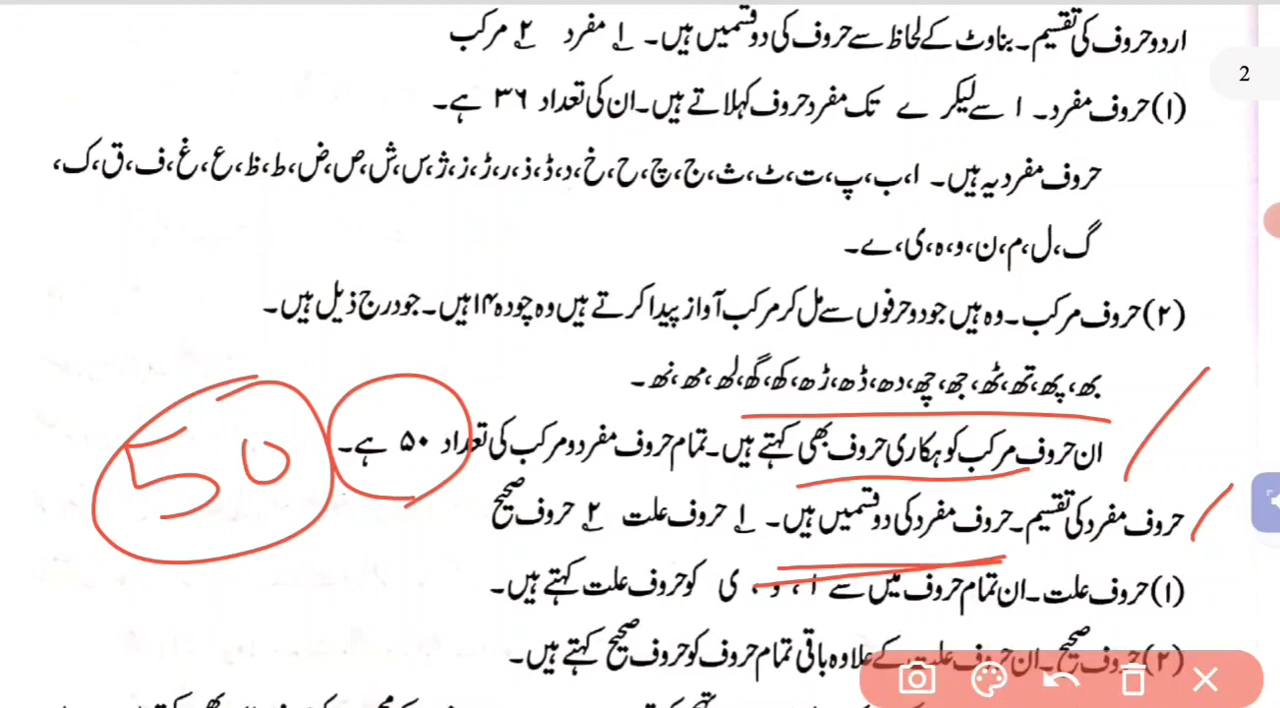 اردو حروف کی تقسیم۔ بناوٹ کے لحاظ سے حروف کی دو قسمیں ہیں۔ ۱؎ مفرد ۲؎ مرکب
2
(۱) حروف مفرد۔ ا سے لیکر ے تک مفرد حروف کہلاتے ہیں۔ ان کی تعداد ۳۶ ہے۔
حروف مفرد یہ ہیں۔ ا، ب، پ، ت، ٹ، ث، ج، چ، ح، خ، د، ڈ، ذ، ر، ڑ، ز، ژ، س، ش، ص، ض، ط، ظ، ع، غ، ف، ق، ک،
گ، ل، م، ن، و، ہ، ی، ے۔
(۲) حروف مرکب۔ وہ ہیں جو دو حرفوں سے مل کر مرکب آواز پیدا کرتے ہیں وہ چودہ ۱۴ ہیں۔ جو درج ذیل ہیں۔
بھ، پھ، تھ، ٹھ، جھ، چھ، دھ، ڈھ، ڑھ، کھ، گھ، لھ، مھ، نھ۔
ان حروف مرکب کو ہکاری حروف بھی کہتے ہیں۔ تمام حروف مفرد و مرکب کی تعداد ۵۰ ہے۔
50
حروف مفرد کی تقسیم۔ حروف مفرد کی دو قسمیں ہیں۔ ۱؎ حروف علت ۲؎ حروف صحیح
(۱) حروف علت۔ ان تمام حروف میں سے ا، و، ی کو حروف علت کہتے ہیں۔
(۲) حروف صحیح۔ ان حروف علت کے علاوہ باقی تمام حروف کو حروف صحیح کہتے ہیں۔